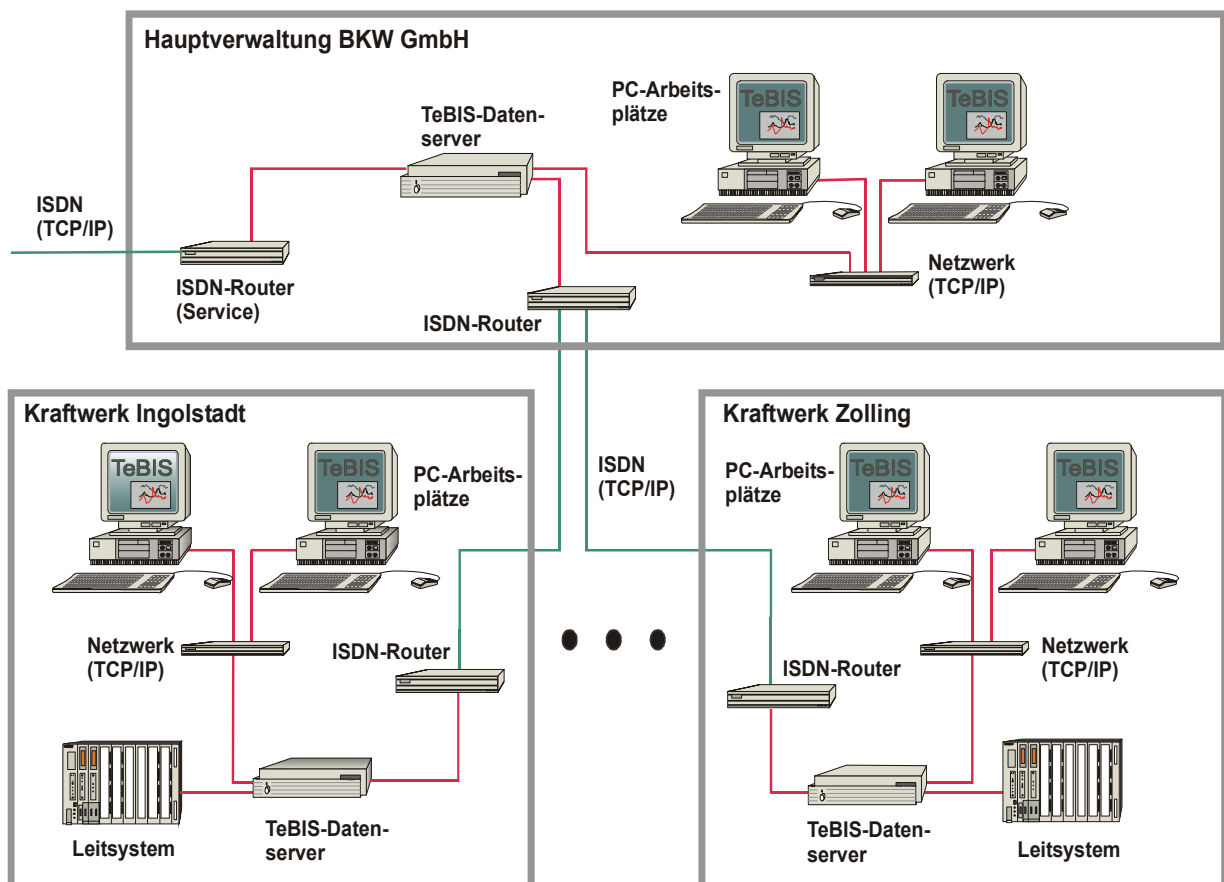 Hauptverwaltung BKW GmbH
PC-Arbeits-
plätze
TeBIS
TeBIS
TeBIS-Daten-
server
ISDN
(TCP/IP)
ISDN-Router
(Service)
ISDN-Router
Netzwerk
(TCP/IP)
Kraftwerk Ingolstadt
TeBIS
TeBIS
PC-Arbeits-
plätze
Netzwerk
(TCP/IP)
ISDN-Router
Leitsystem
TeBIS-Daten-
server
ISDN
(TCP/IP)
Kraftwerk Zolling
PC-Arbeits-
plätze
TeBIS
TeBIS
ISDN-Router
Netzwerk
(TCP/IP)
TeBIS-Daten-
server
Leitsystem